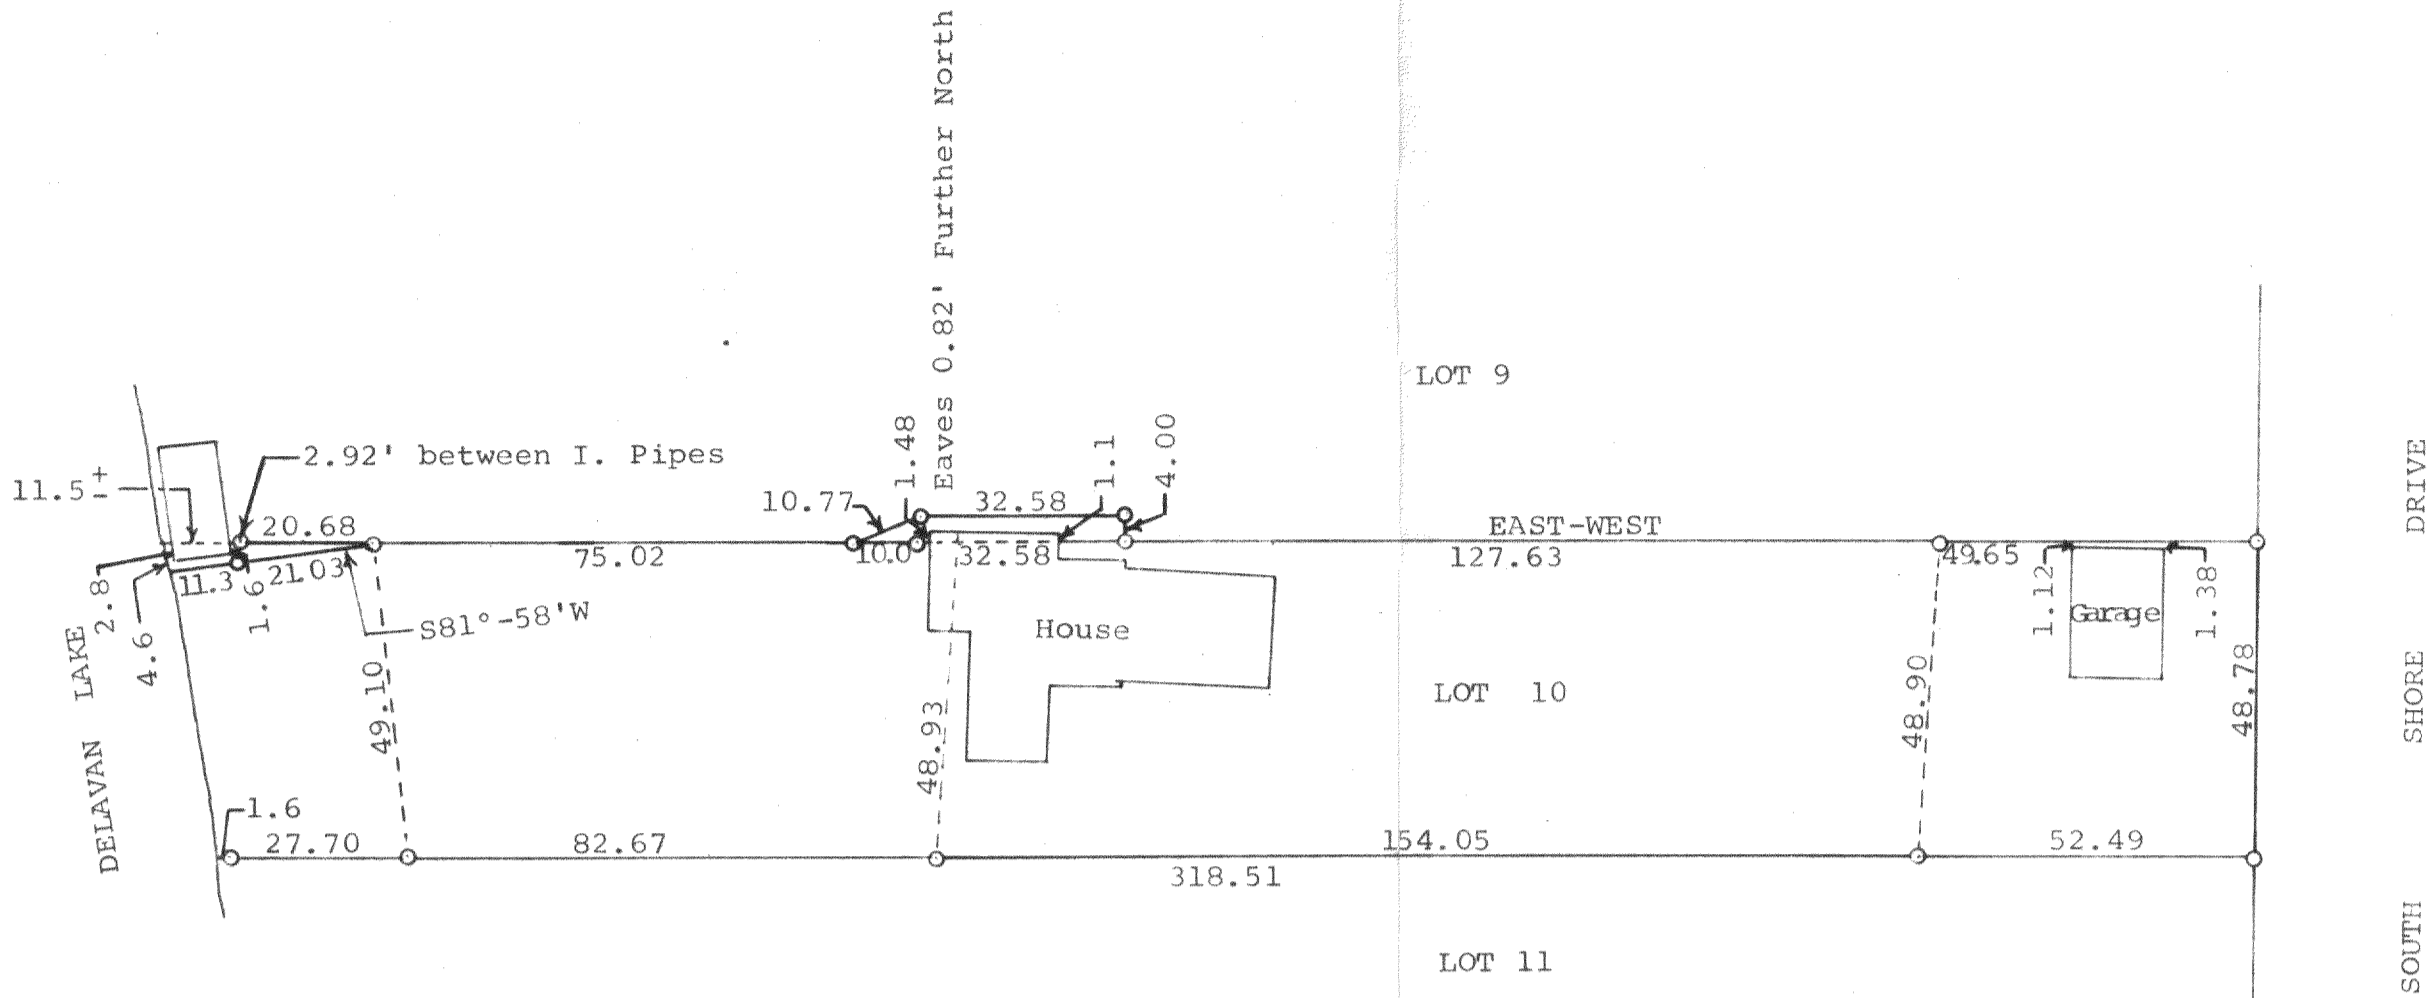 Eaves 0.82' Further North
LOT 9
2.92' between I. Pipes
11.5±
20.68
10.77
1.48
32.58
1.1
4.00
EAST-WEST
75.02
10.0
32.58
127.63
49.65
2.8
4.6
11.3
21.03
1.6
S81°-58'W
1.12
Garage
1.38
House
LOT 10
49.10
48.93
48.90
48.78
DELAVAN LAKE
SOUTH SHORE DRIVE
1.6
27.70
82.67
154.05
52.49
318.51
LOT 11